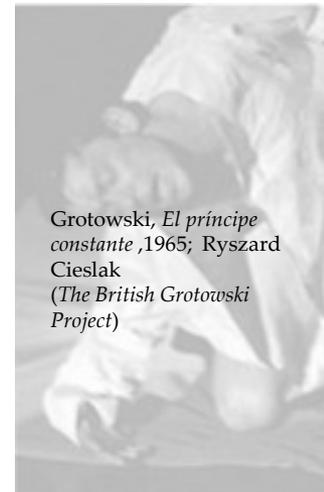 Grotowski, El príncipe
constante ,1965; Ryszard
Cieslak
(The British Grotowski
Project)